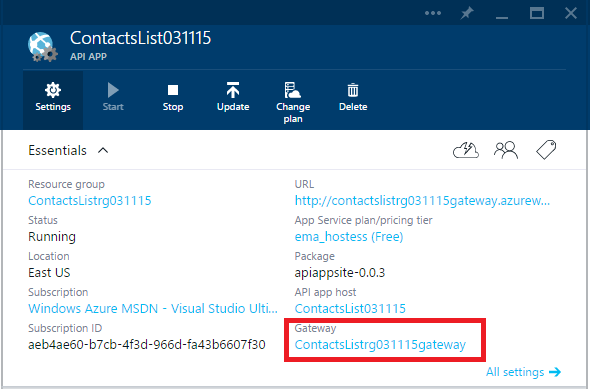 ContactsList031115
API APP
Settings
Start
Stop
Update
Change plan
Delete
Essentials
Resource group
ContactsListrg031115
Status
Running
Location
East US
Subscription
Windows Azure MSDN - Visual Studio Ulti...
Subscription ID
aeb4ae60-b7cb-4f3d-966d-fa43b6607f30
URL
http://contactslistrg031115gateway.azurew...
App Service plan/pricing tier
ema_hostess (Free)
Package
apiappsite-0.0.3
API app host
ContactsList031115
Gateway
ContactsListrg031115gateway
All settings